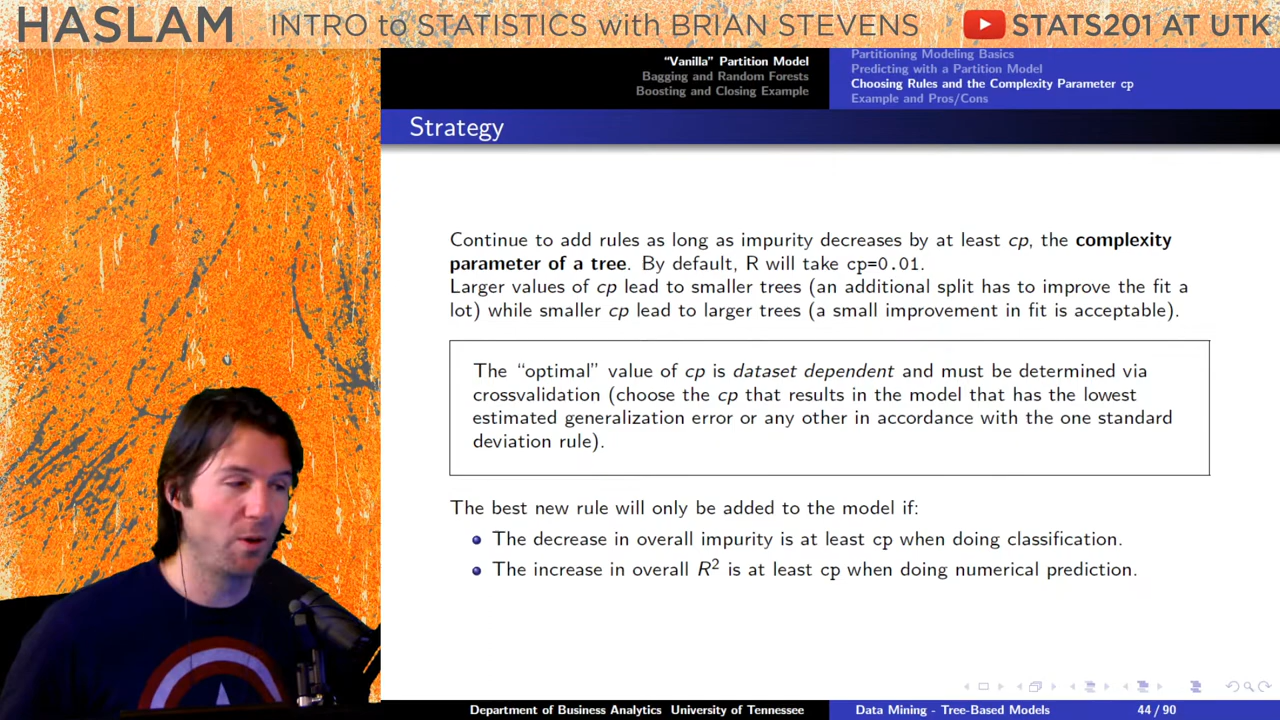 HASLAM INTRO to STATISTICS with BRIAN STEVENS STATS201 AT UTK
"Vanilla" Partition Model
Bagging and Random Forests
Boosting and Closing Example
Partitioning Modeling Basics
Predicting with a Partition Model
Choosing Rules and the Complexity Parameter cp
Example and Pros/Cons
Strategy
Continue to add rules as long as impurity decreases by at least cp, the complexity
parameter of a tree. By default, R will take cp=0.01.
Larger values of cp lead to smaller trees (an additional split has to improve the fit a
lot) while smaller cp lead to larger trees (a small improvement in fit is acceptable).
The “optimal” value of cp is dataset dependent and must be determined via
crossvalidation (choose the cp that results in the model that has the lowest
estimated generalization error or any other in accordance with the one standard
deviation rule).
The best new rule will only be added to the model if:
The decrease in overall impurity is at least cp when doing classification.
The increase in overall R² is at least cp when doing numerical prediction.
Department of Business Analytics University of Tennessee Data Mining - Tree-Based Models 44 / 90